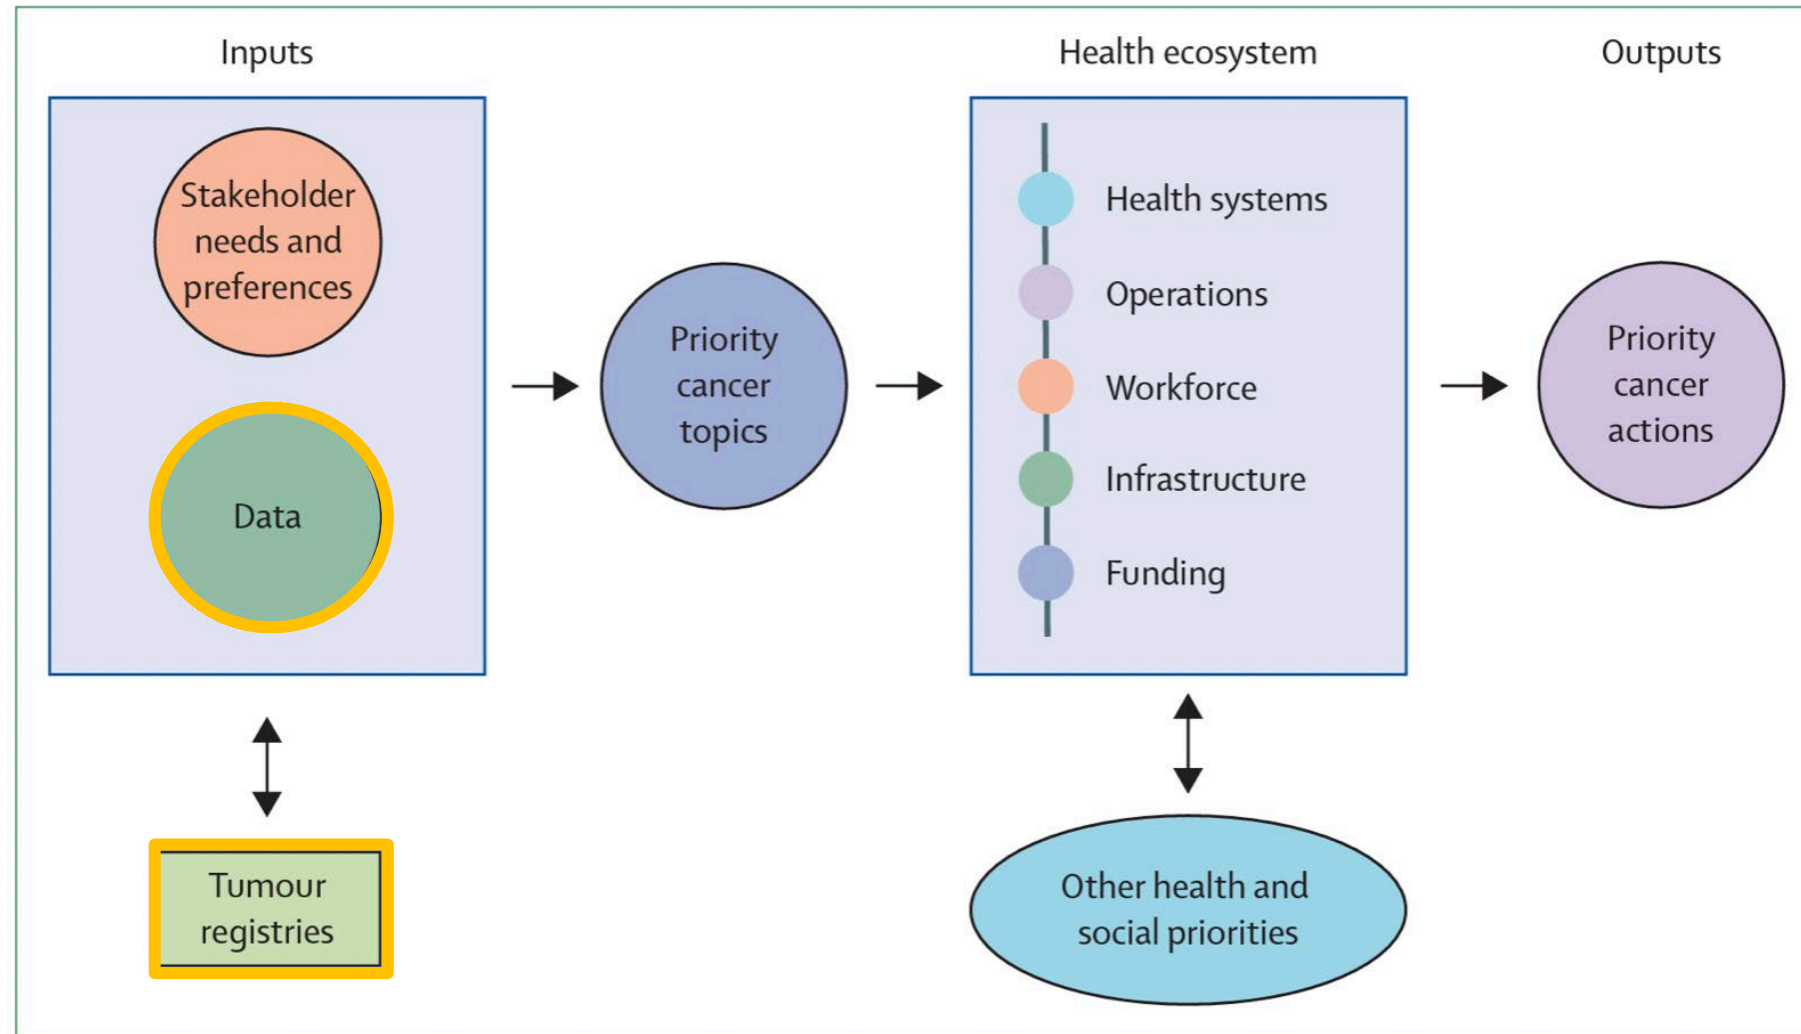 Inputs
Health ecosystem
Outputs
Stakeholder
needs and
preferences
Data
Priority
cancer
topics
Health systems
Operations
Workforce
Infrastructure
Funding
Priority
cancer
actions
Tumour
registries
Other health and
social priorities